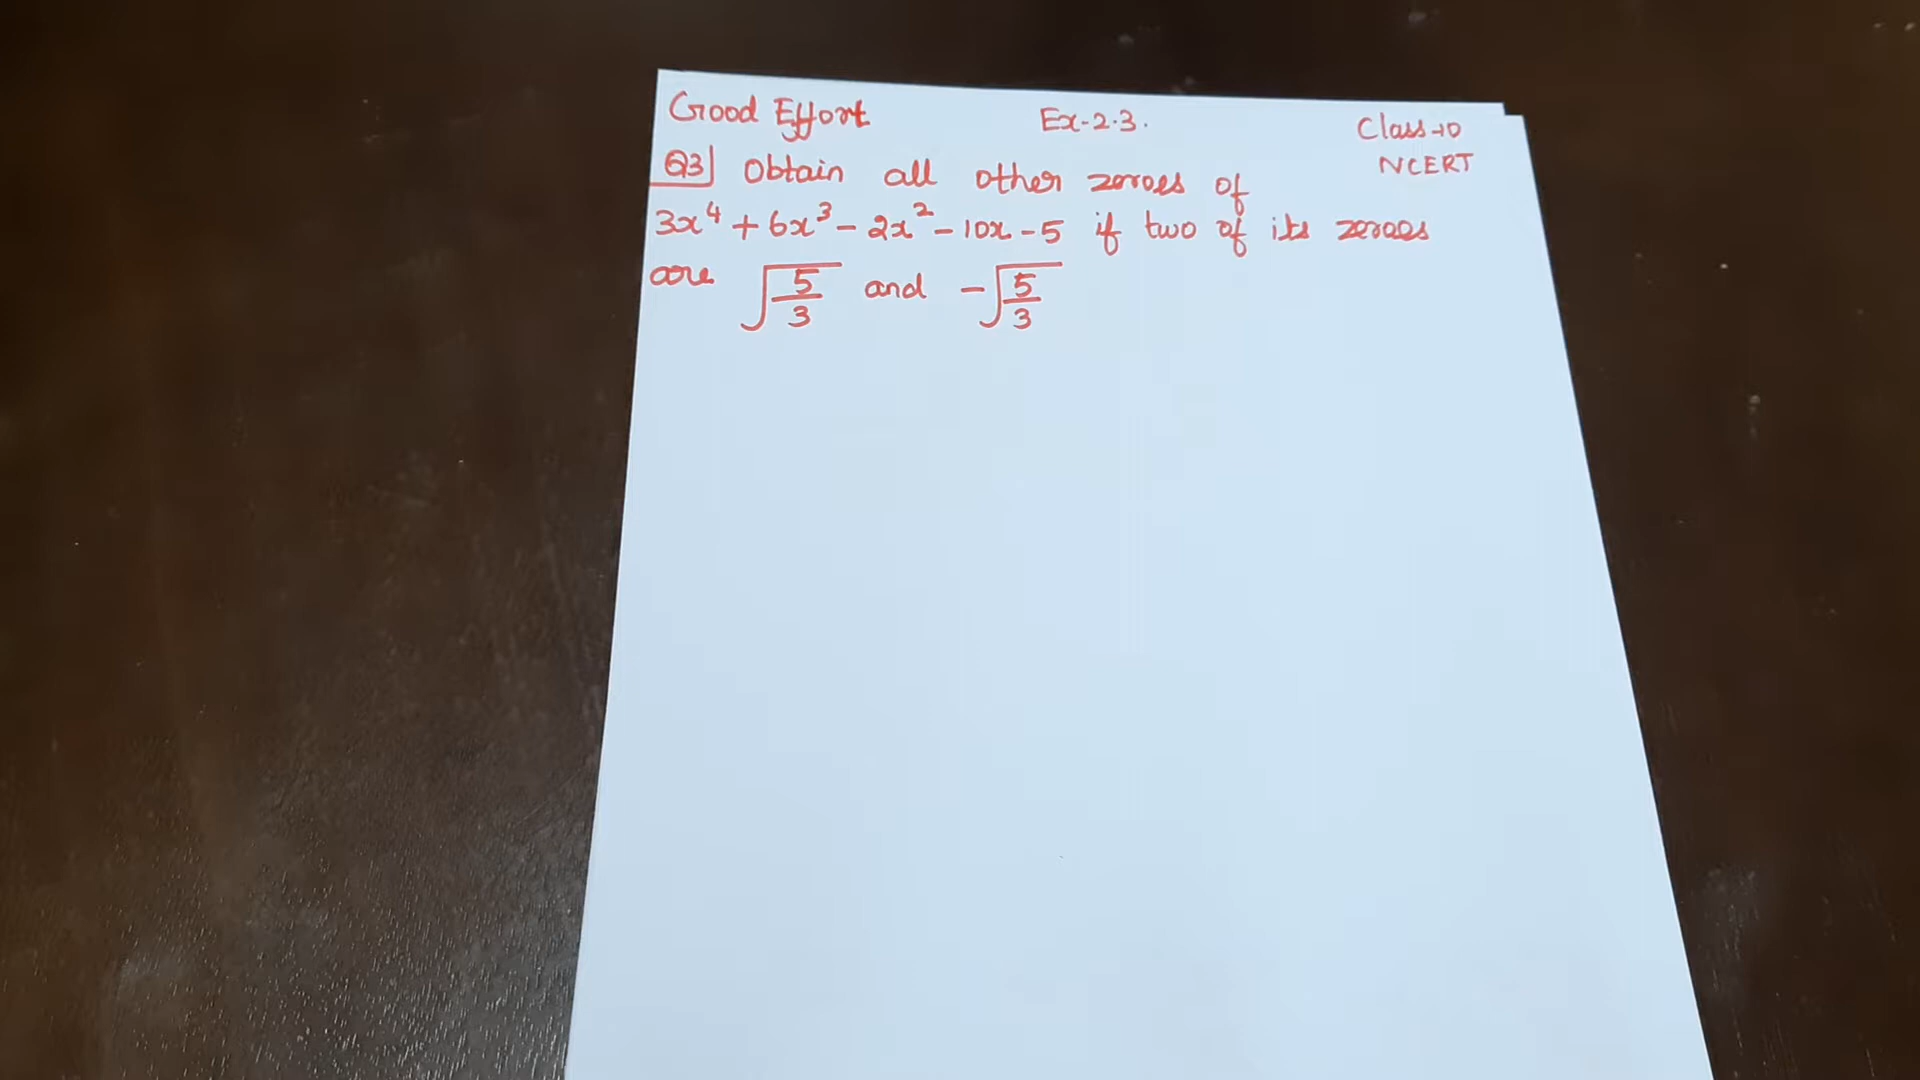 Good Effort Ex-2.3. Class-10
NCERT
Q3] Obtain all other zeroes of
3x⁴ + 6x³ - 2x² - 10x - 5 if two of its zeroes
are √5/3 and -√5/3